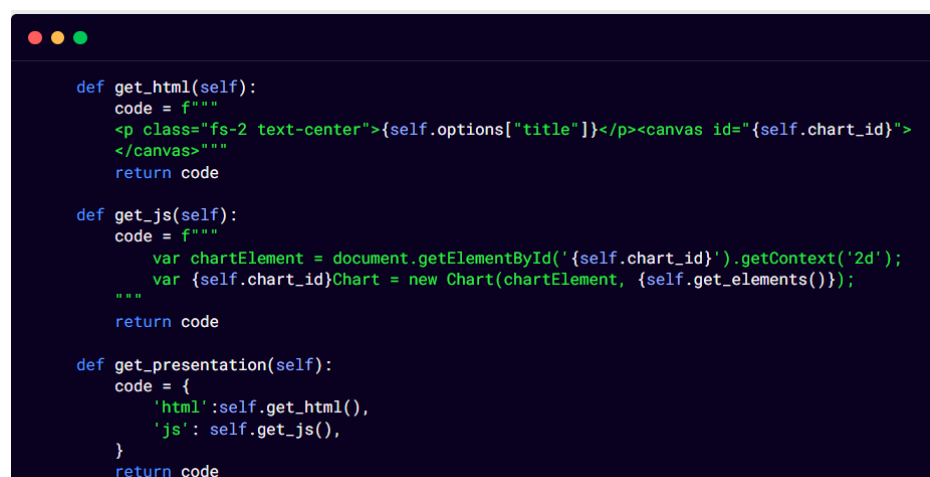 def get_html(self):
    code = f"""
    <p class="fs-2 text-center">{self.options["title"]}</p><canvas id="{self.chart_id}">
    </canvas>"""
    return code
def get_js(self):
    code = f"""
        var chartElement = document.getElementById('{self.chart_id}').getContext('2d');
        var {self.chart_id}Chart = new Chart(chartElement, {self.get_elements()});
    """
    return code
def get_presentation(self):
    code = {
        'html':self.get_html(),
        'js': self.get_js(),
    }
    return code